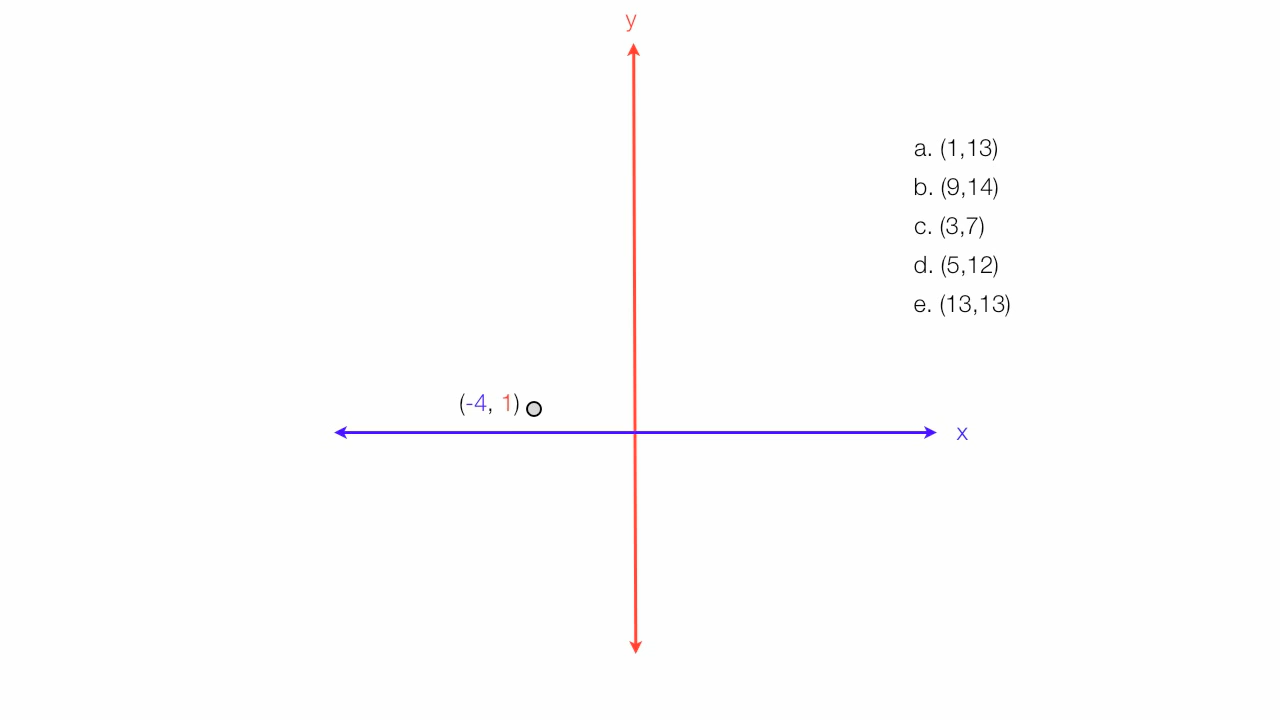 y
a. (1,13)
b. (9,14)
c. (3,7)
d. (5,12)
e. (13,13)
(-4, 1)
x